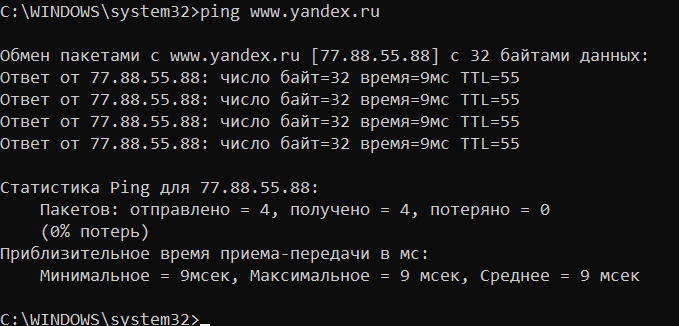 C:\WINDOWS\system32>ping www.yandex.ru
Обмен пакетами с www.yandex.ru [77.88.55.88] с 32 байтами данных:
Ответ от 77.88.55.88: число байт=32 время=9мс TTL=55
Ответ от 77.88.55.88: число байт=32 время=9мс TTL=55
Ответ от 77.88.55.88: число байт=32 время=9мс TTL=55
Ответ от 77.88.55.88: число байт=32 время=9мс TTL=55
Статистика Ping для 77.88.55.88:
Пакетов: отправлено = 4, получено = 4, потеряно = 0
(0% потерь)
Приблизительное время приема-передачи в мс:
Минимальное = 9мсек, Максимальное = 9 мсек, Среднее = 9 мсек
C:\WINDOWS\system32>_